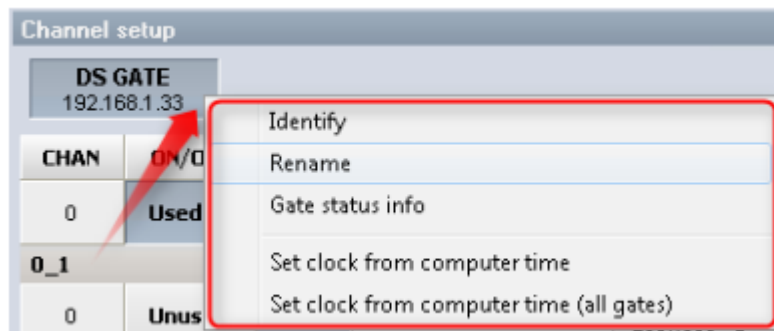 Channel setup
DS GATE
192.168.1.33
Identify
CHAN
Rename
0
Used
Gate status info
0_1
Set clock from computer time
0
Unus
Set clock from computer time (all gates)